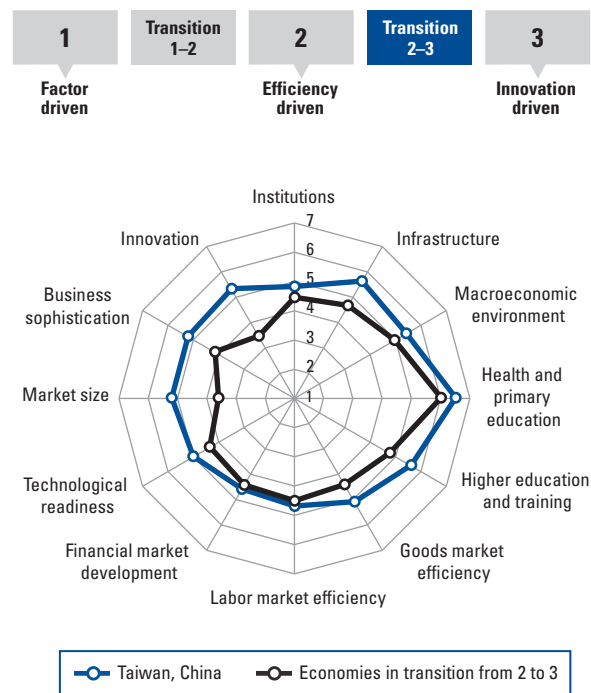 1
Transition
1–2
2
Transition
2–3
3
Factor
driven
Efficiency
driven
Innovation
driven
Institutions
Infrastructure
Macroeconomic
environment
Health and
primary
education
Higher education
and training
Goods market
efficiency
Labor market efficiency
Financial market
development
Technological
readiness
Market size
Business
sophistication
Innovation
7
6
5
4
3
2
1
Taiwan, China
Economies in transition from 2 to 3